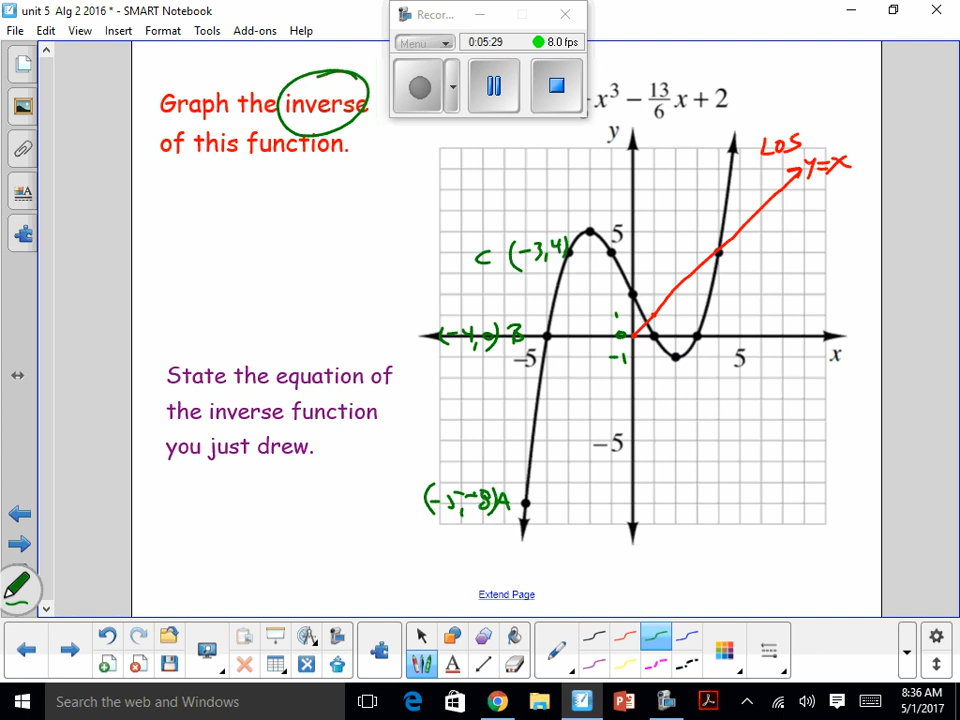 unit 5 Alg 2 2016 * - SMART Notebook
File Edit View Insert Format Tools Add-ons Help
Recor...
Menu
0:05:29
8.0 fps
Graph the inverse
of this function.
x³ − 13/6 x + 2
y
LOS
y=x
5
C (-3,4)
(-4,0) B
1
-1
−5
5
x
State the equation of
the inverse function
you just drew.
−5
(-5,-8)A
Extend Page
Search the web and Windows
8:36 AM
5/1/2017